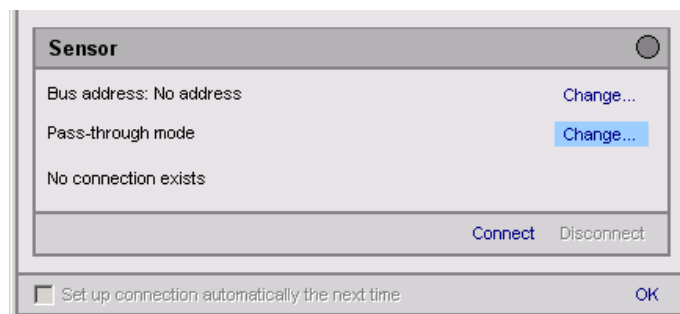 Sensor
Bus address: No address Change...
Pass-through mode Change...
No connection exists
Connect Disconnect
Set up connection automatically the next time OK